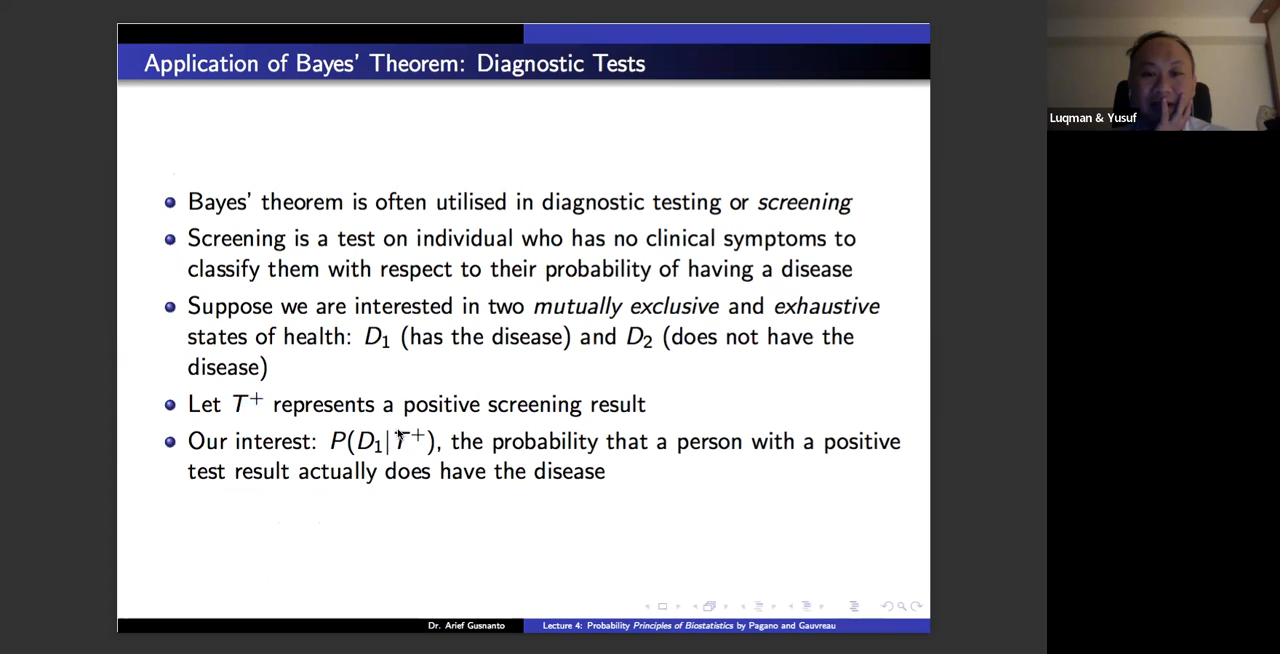 Application of Bayes' Theorem: Diagnostic Tests
Luqman & Yusuf
Bayes' theorem is often utilised in diagnostic testing or screening
Screening is a test on individual who has no clinical symptoms to
classify them with respect to their probability of having a disease
Suppose we are interested in two mutually exclusive and exhaustive
states of health: D₁ (has the disease) and D₂ (does not have the
disease)
Let T⁺ represents a positive screening result
Our interest: P(D₁|T⁺), the probability that a person with a positive
test result actually does have the disease
Dr. Arief Gusnanto
Lecture 4: Probability Principles of Biostatistics by Pagano and Gauvreau